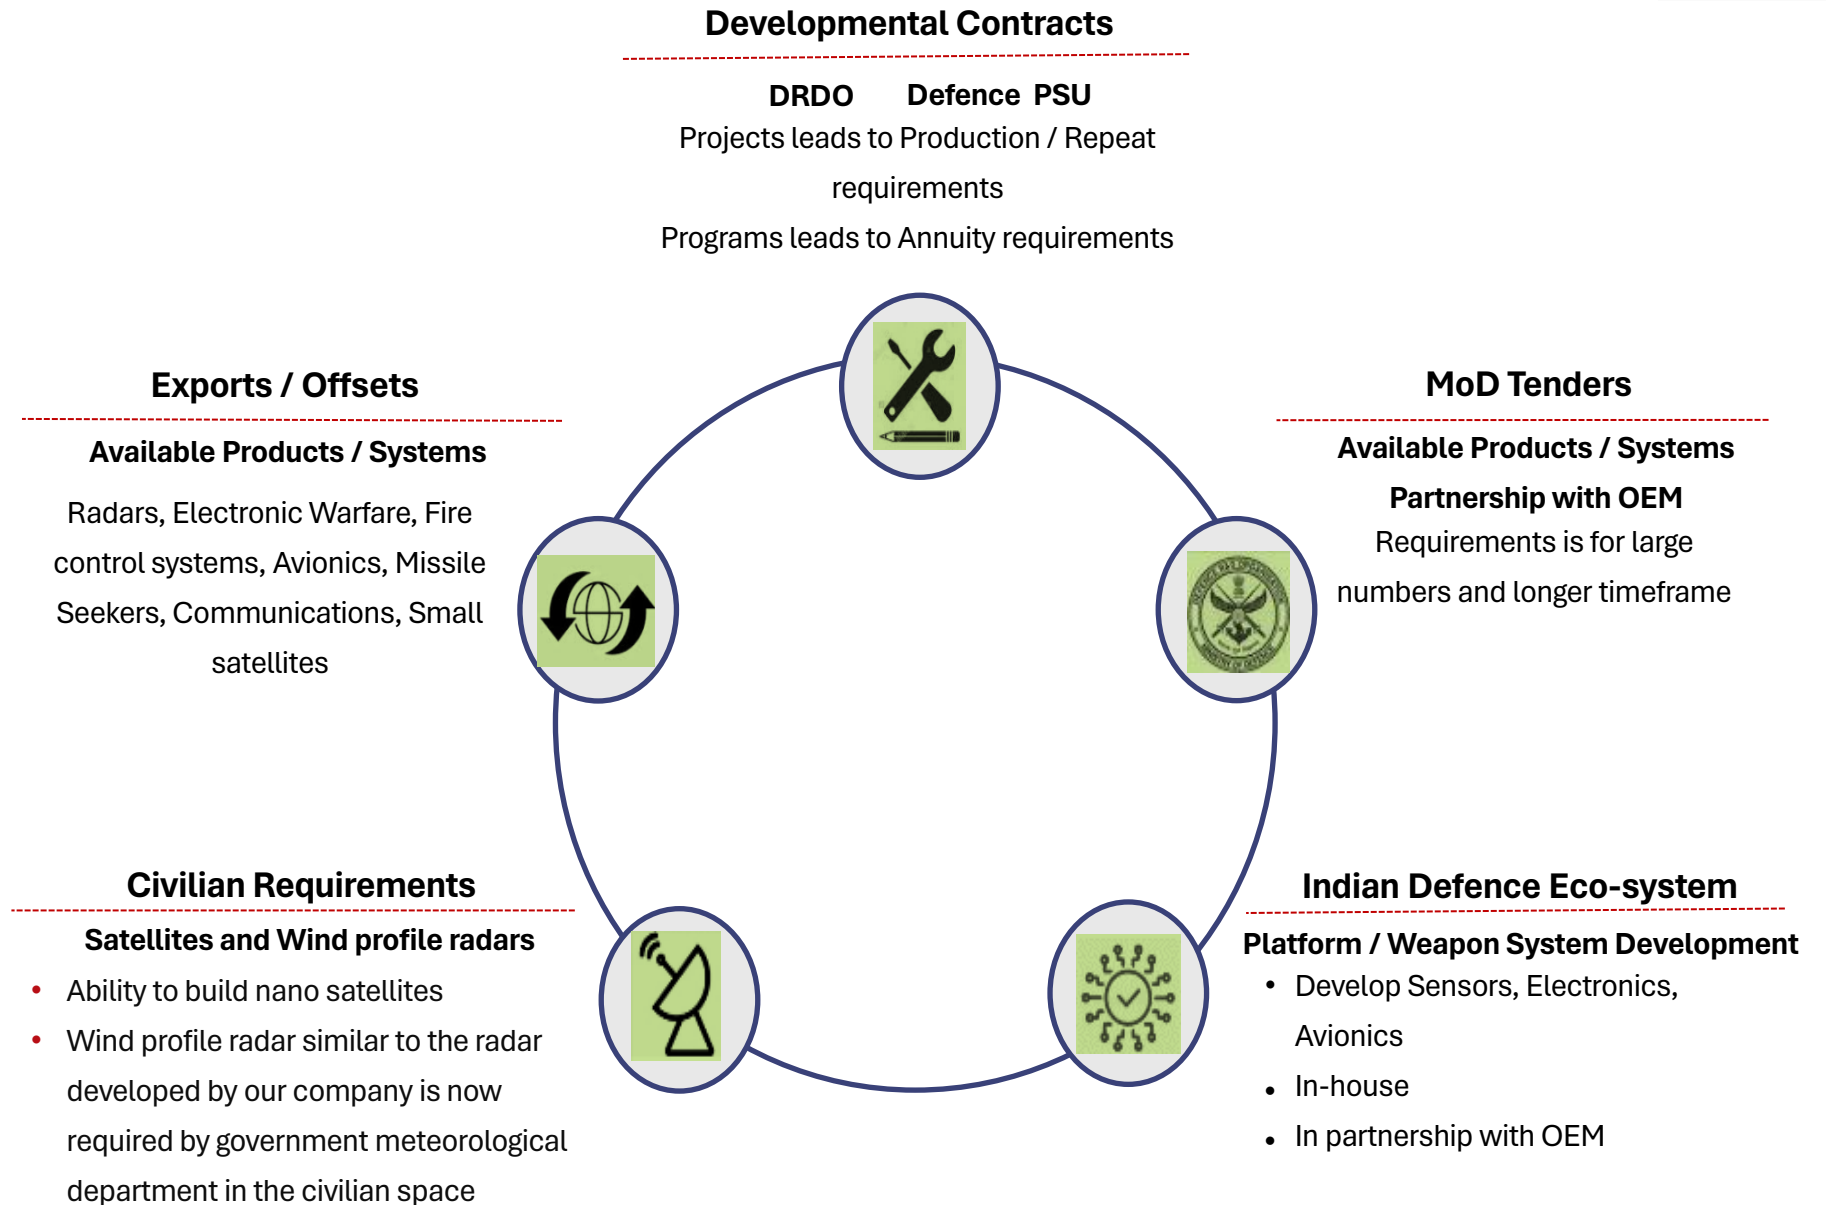 Developmental Contracts
DRDO Defence PSU
Projects leads to Production / Repeat
requirements
Programs leads to Annuity requirements
Exports / Offsets
Available Products / Systems
Radars, Electronic Warfare, Fire
control systems, Avionics, Missile
Seekers, Communications, Small
satellites
MoD Tenders
Available Products / Systems
Partnership with OEM
Requirements is for large
numbers and longer timeframe
MINISTRY OF DEFENCE
Civilian Requirements
Satellites and Wind profile radars
• Ability to build nano satellites
• Wind profile radar similar to the radar
developed by our company is now
required by government meteorological
department in the civilian space
Indian Defence Eco-system
Platform / Weapon System Development
• Develop Sensors, Electronics,
Avionics
• In-house
• In partnership with OEM